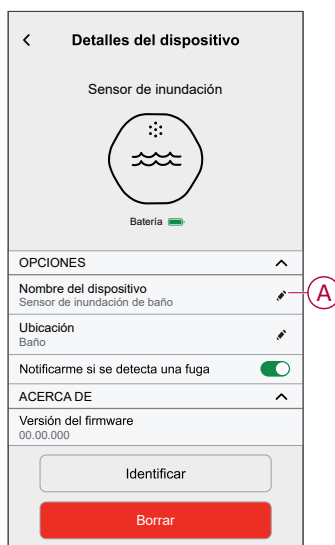 Detalles del dispositivo
Sensor de inundación
Batería
OPCIONES
Nombre del dispositivo
Sensor de inundación de baño
A
Ubicación
Baño
Notificarme si se detecta una fuga
ACERCA DE
Versión del firmware
00.00.000
Identificar
Borrar